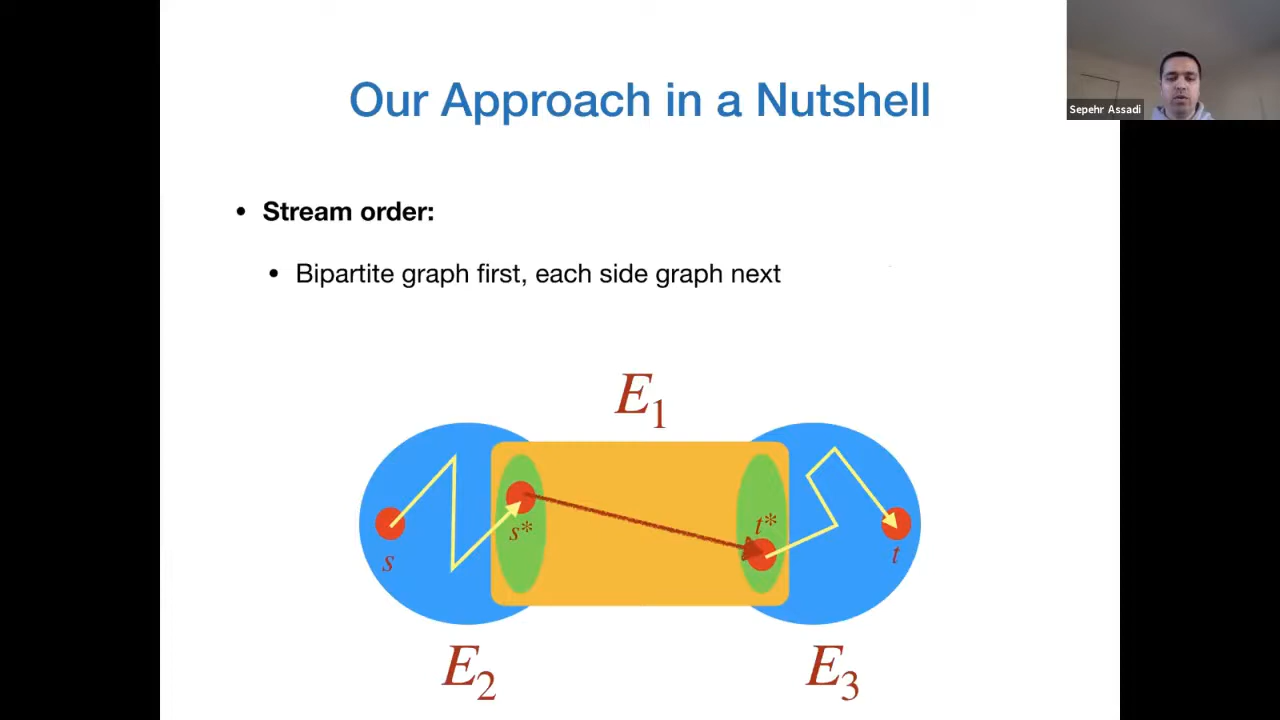 Our Approach in a Nutshell
Sepehr Assadi
• Stream order:
• Bipartite graph first, each side graph next
E₁
s*
t*
s
t
E₂
E₃